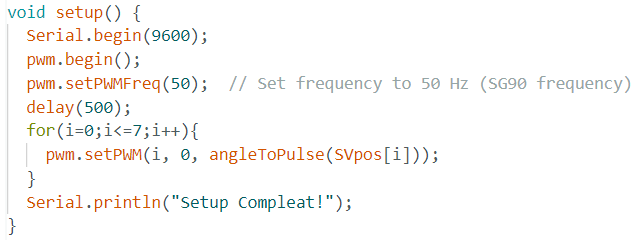 void setup() {
  Serial.begin(9600);
  pwm.begin();
  pwm.setPWMFreq(50);  // Set frequency to 50 Hz (SG90 frequency)
  delay(500);
  for(i=0;i<=7;i++){
    pwm.setPWM(i, 0, angleToPulse(SVpos[i]));
  }
  Serial.println("Setup Compleat!");
}